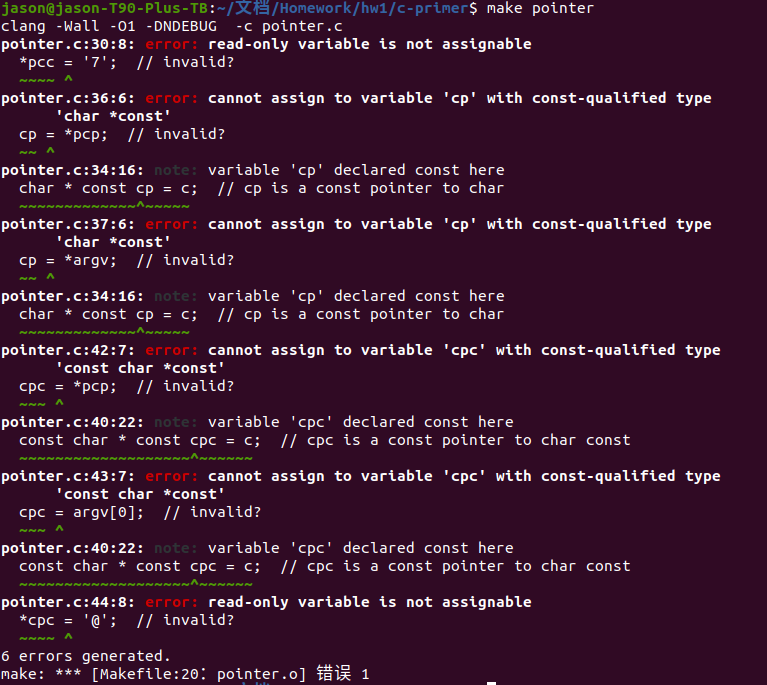 jason@jason-T90-Plus-TB:~/文档/Homework/hw1/c-primer$ make pointer
clang -Wall -O1 -DNDEBUG  -c pointer.c
pointer.c:30:8: error: read-only variable is not assignable
  *pcc = '7';  // invalid?
  ~~~~ ^
pointer.c:36:6: error: cannot assign to variable 'cp' with const-qualified type
      'char *const'
  cp = *pcp;  // invalid?
  ~~ ^
pointer.c:34:16: note: variable 'cp' declared const here
  char * const cp = c;  // cp is a const pointer to char
  ~~~~~~~~~~~~~^~~~~~
pointer.c:37:6: error: cannot assign to variable 'cp' with const-qualified type
      'char *const'
  cp = *argv;  // invalid?
  ~~ ^
pointer.c:34:16: note: variable 'cp' declared const here
  char * const cp = c;  // cp is a const pointer to char
  ~~~~~~~~~~~~~^~~~~~
pointer.c:42:7: error: cannot assign to variable 'cpc' with const-qualified type
      'const char *const'
  cpc = *pcp;  // invalid?
  ~~~ ^
pointer.c:40:22: note: variable 'cpc' declared const here
  const char * const cpc = c;  // cpc is a const pointer to char const
  ~~~~~~~~~~~~~~~~~~~^~~~~~~
pointer.c:43:7: error: cannot assign to variable 'cpc' with const-qualified type
      'const char *const'
  cpc = argv[0];  // invalid?
  ~~~ ^
pointer.c:40:22: note: variable 'cpc' declared const here
  const char * const cpc = c;  // cpc is a const pointer to char const
  ~~~~~~~~~~~~~~~~~~~^~~~~~~
pointer.c:44:8: error: read-only variable is not assignable
  *cpc = '@';  // invalid?
  ~~~~ ^
6 errors generated.
make: *** [Makefile:20：pointer.o] 错误 1